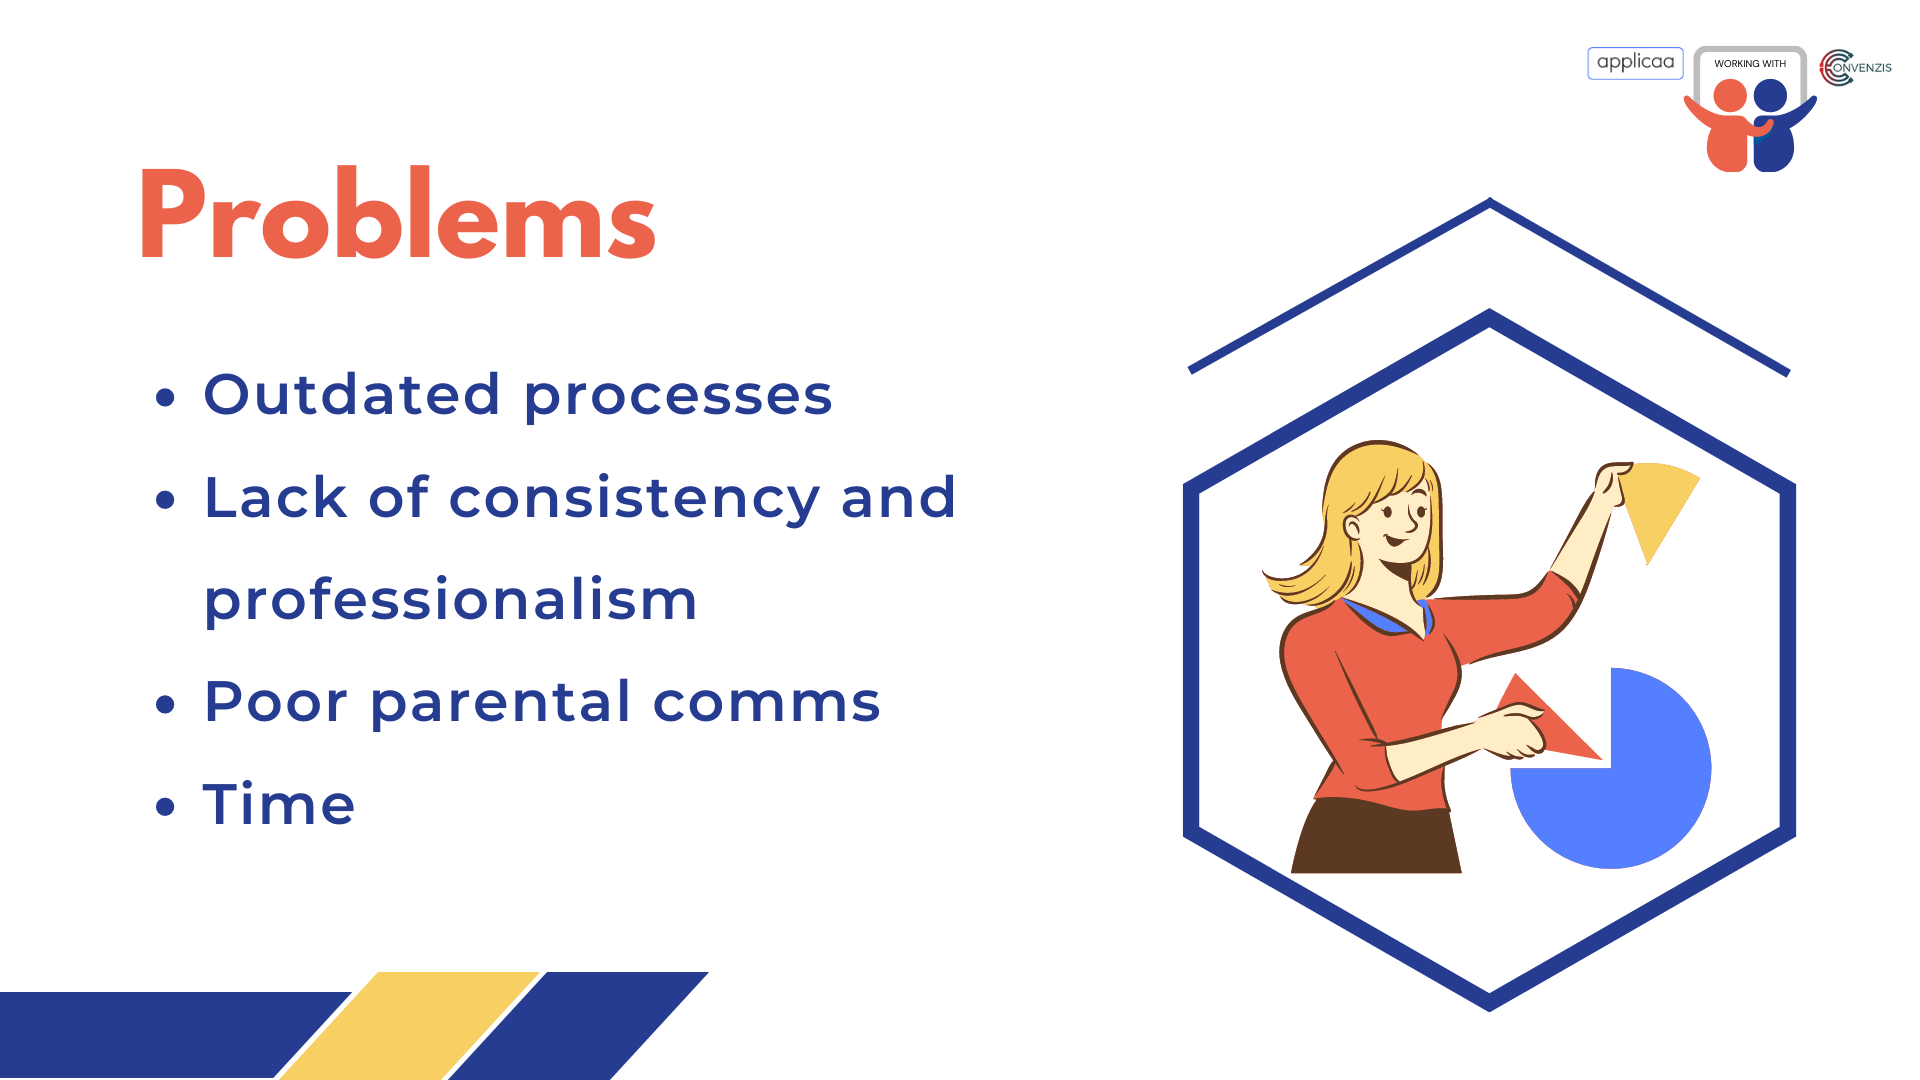 applicaa
WORKING WITH
CONVENZIS
Problems
• Outdated processes
• Lack of consistency and
professionalism
• Poor parental comms
• Time